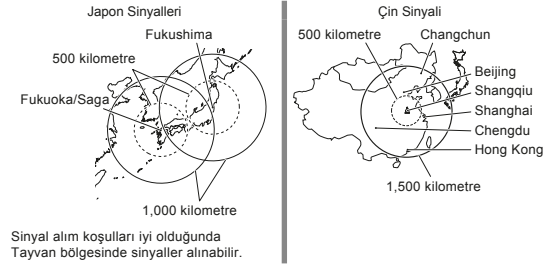 Japon Sinyalleri
Fukushima
500 kilometre
Fukuoka/Saga
1,000 kilometre
Sinyal alım koşulları iyi olduğunda
Tayvan bölgesinde sinyaller alınabilir.
Çin Sinyali
500 kilometre
Changchun
Beijing
Shangqiu
Shanghai
Chengdu
Hong Kong
1,500 kilometre